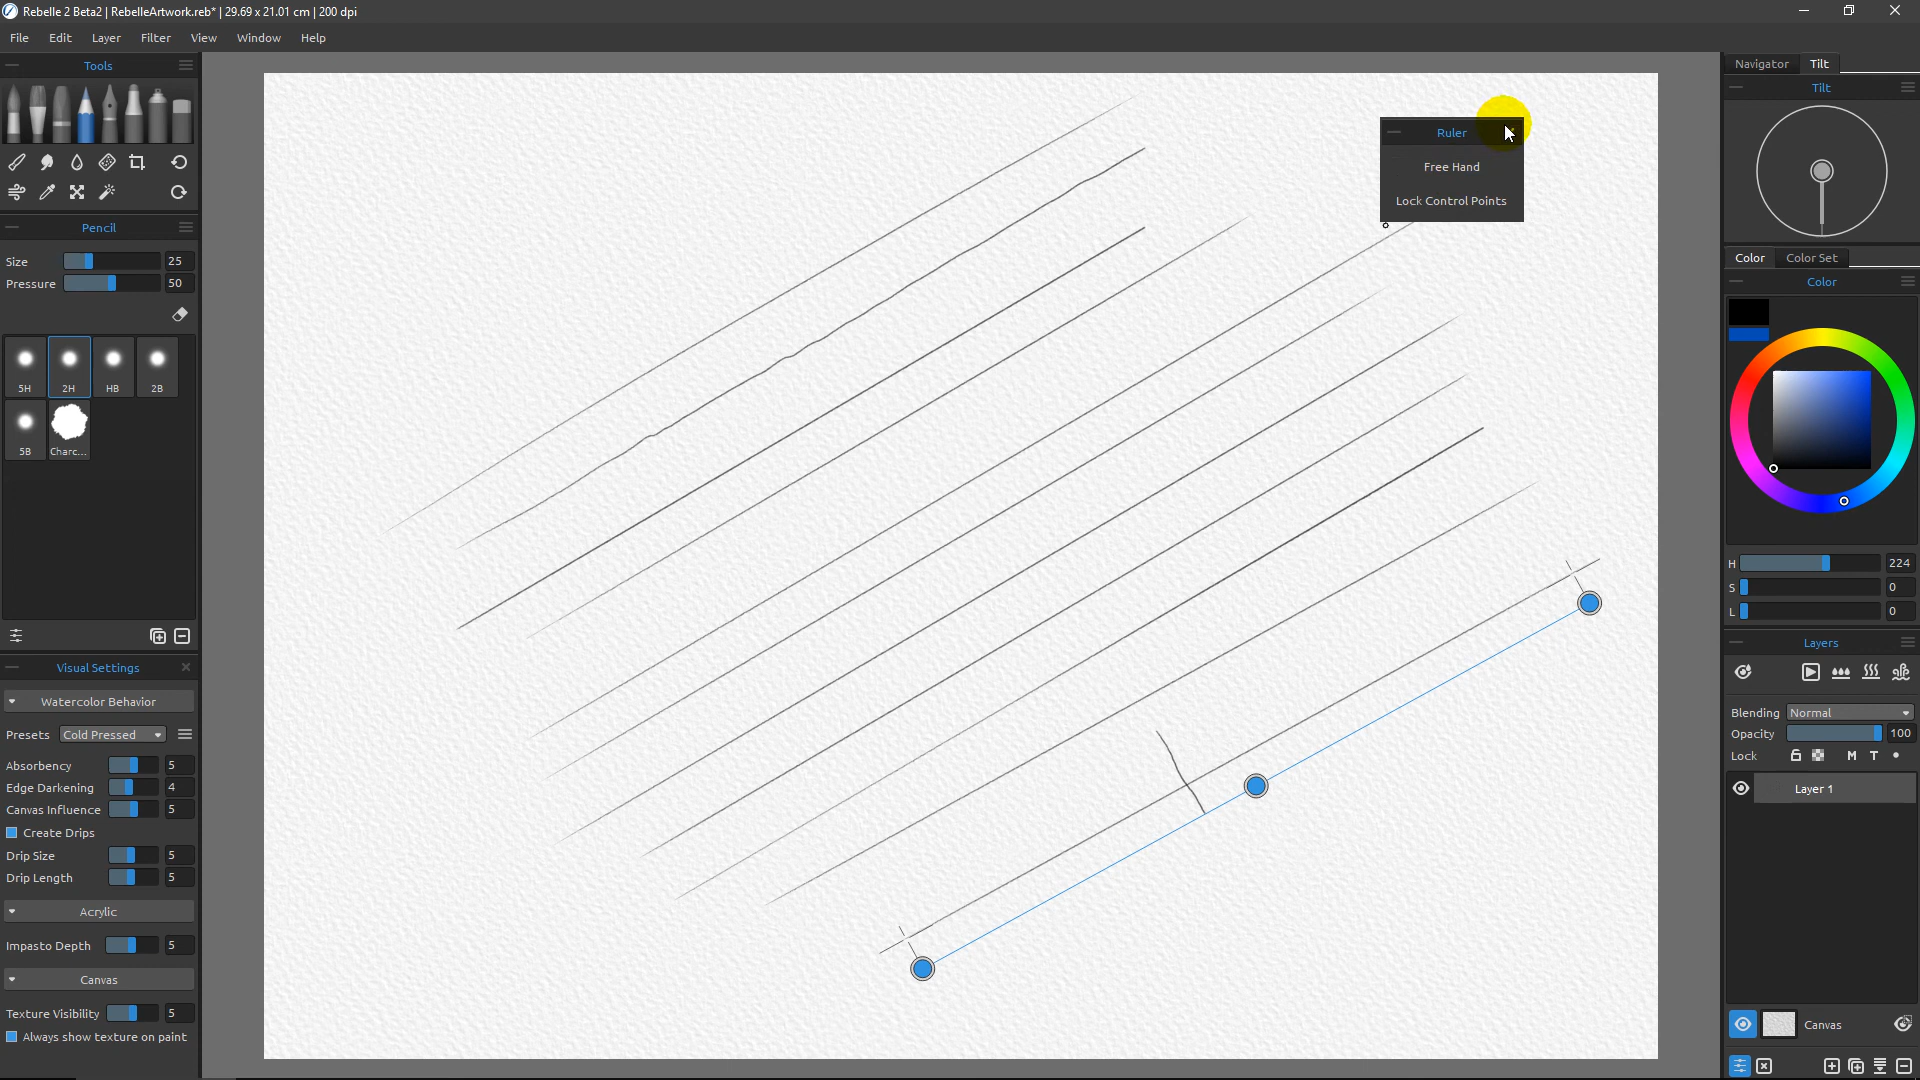 Rebelle 2 Beta2 | RebelleArtwork.reb* | 29.69 x 21.01 cm | 200 dpi
File Edit Layer Filter View Window Help
Tools
Pencil
Size 25
Pressure 50
5H 2H HB 2B
5B Charc...
Visual Settings
Watercolor Behavior
Presets Cold Pressed
Absorbency 5
Edge Darkening 4
Canvas Influence 5
Create Drips
Drip Size 5
Drip Length 5
Acrylic
Impasto Depth 5
Canvas
Texture Visibility 5
Always show texture on paint
Ruler
Free Hand
Lock Control Points
Navigator Tilt
Tilt
Color Color Set
Color
H 224
S 0
L 0
Layers
Blending Normal
Opacity 100
Lock M T
Layer 1
Canvas